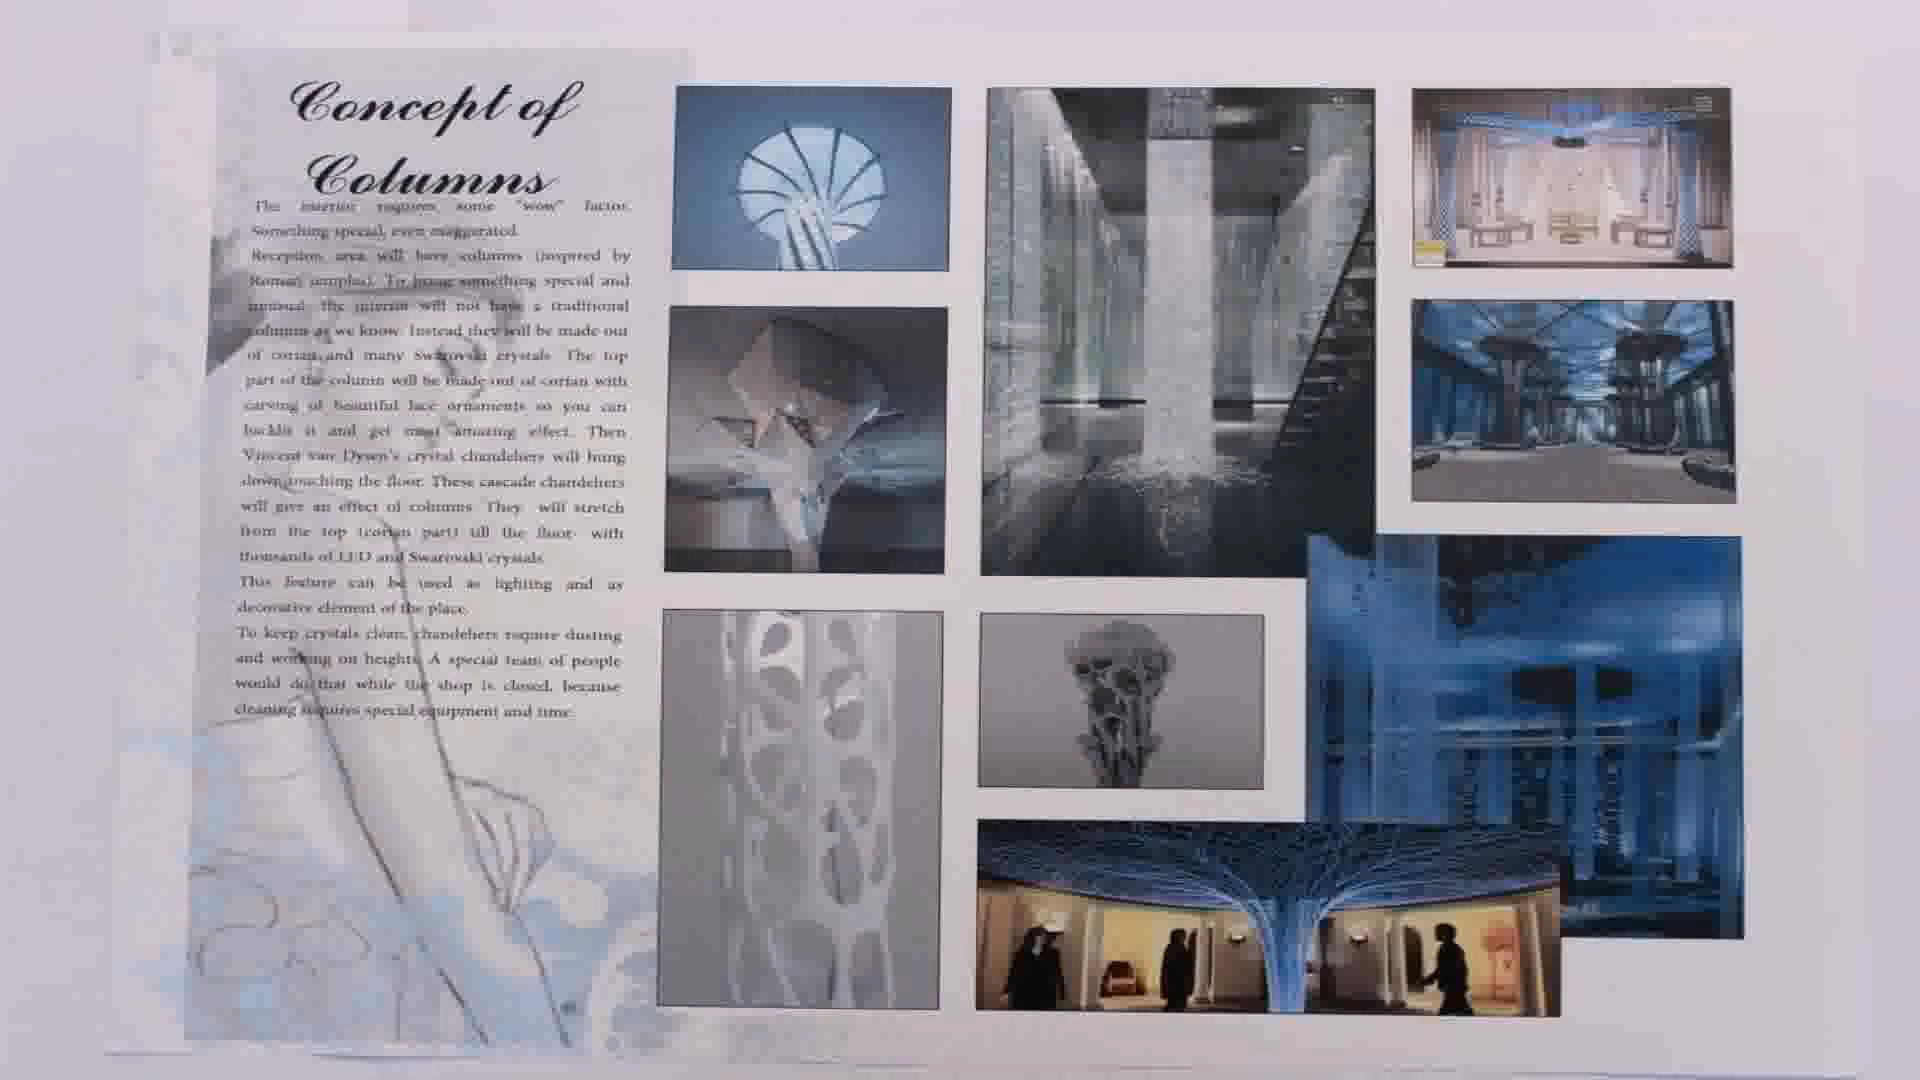 Concept of
Columns
The interior requires some "wow" factor.
Something special, even exaggerated.
Reception area will have columns (inspired by
Roman temples). To bring something special and
unusual, the interior will not have a traditional
columns as we know. Instead they will be made out
of corian and many Swarovski crystals. The top
part of the column will be made out of corian with
carving of beautiful lace ornaments so you can
backlit it and get most amazing effect. Then
Vincent van Dysen's crystal chandeliers will hung
down touching the floor. These cascade chandeliers
will give an effect of columns. They will stretch
from the top (corian part) till the floor with
thousands of LED and Swarovski crystals.
This feature can be used as lighting and as
decorative element of the place.
To keep crystals clean, chandeliers require dusting
and working on heights. A special team of people
would do that while the shop is closed, because
cleaning requires special equipment and time.